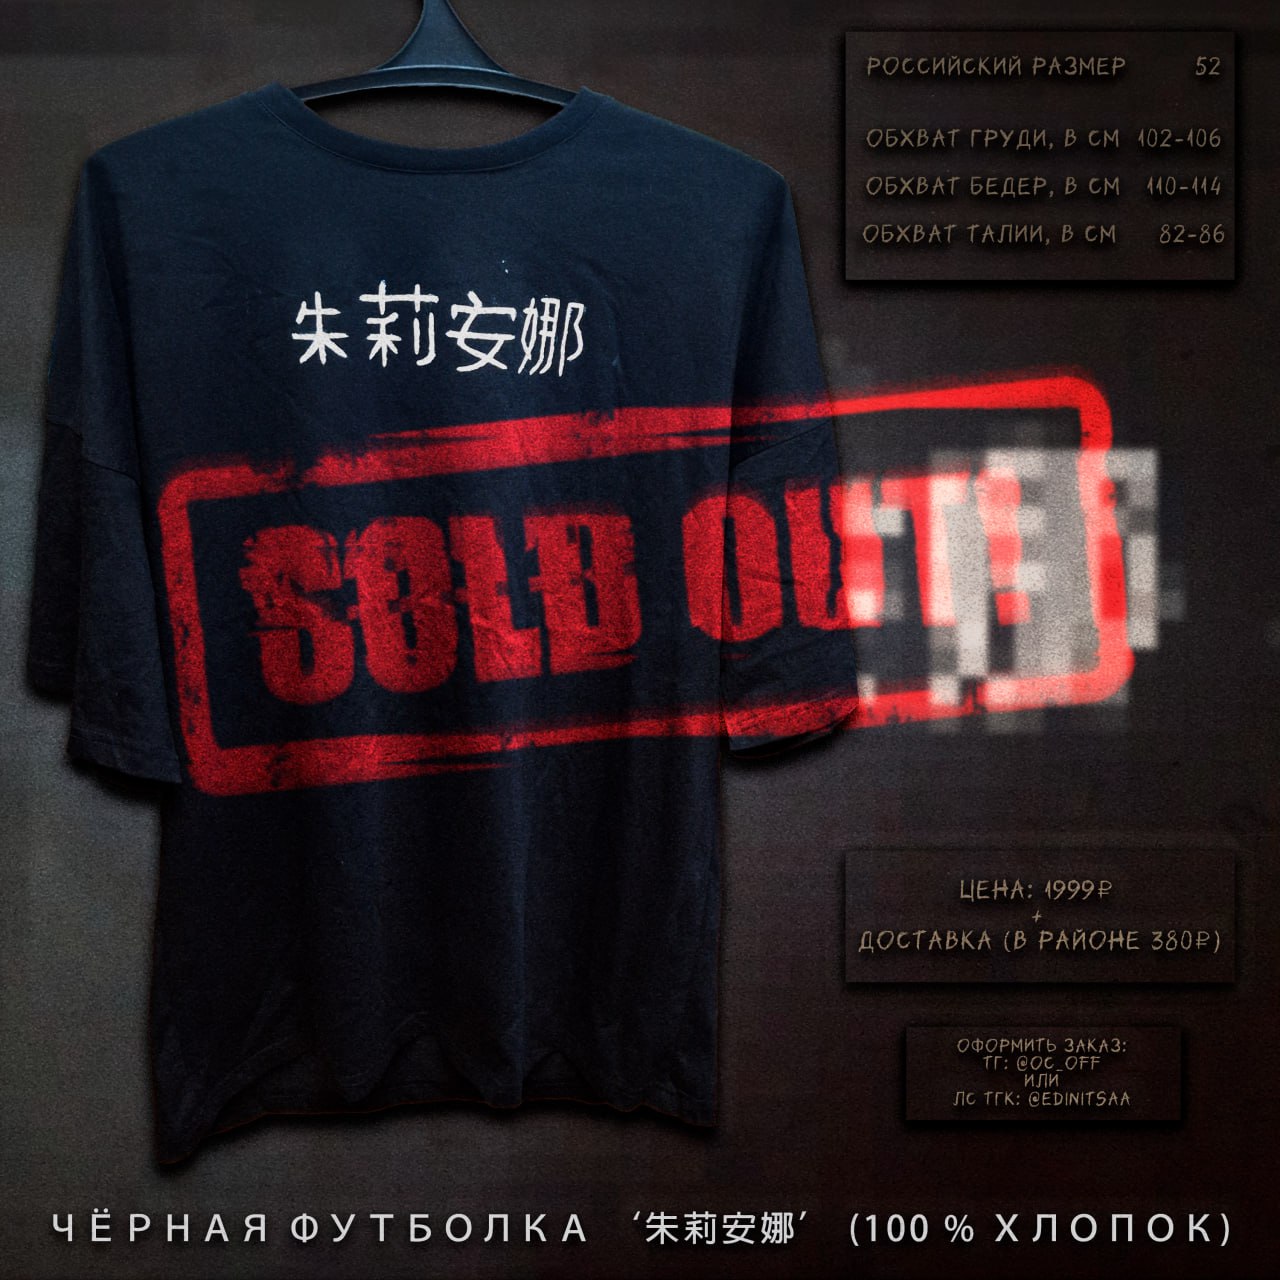 РОССИЙСКИЙ РАЗМЕР 52
ОБХВАТ ГРУДИ, В СМ 102-106
ОБХВАТ БЕДЕР, В СМ 110-114
ОБХВАТ ТАЛИИ, В СМ 82-86
朱莉安娜
SOLD OUT!
ЦЕНА: 1999₽
+
ДОСТАВКА (В РАЙОНЕ 380₽)
ОФОРМИТЬ ЗАКАЗ:
ТГ: @OC_OFF
ИЛИ
ЛС ТГК: @EDINITSAA
ЧЁРНАЯ ФУТБОЛКА ‘朱莉安娜’ (100 % ХЛОПОК)